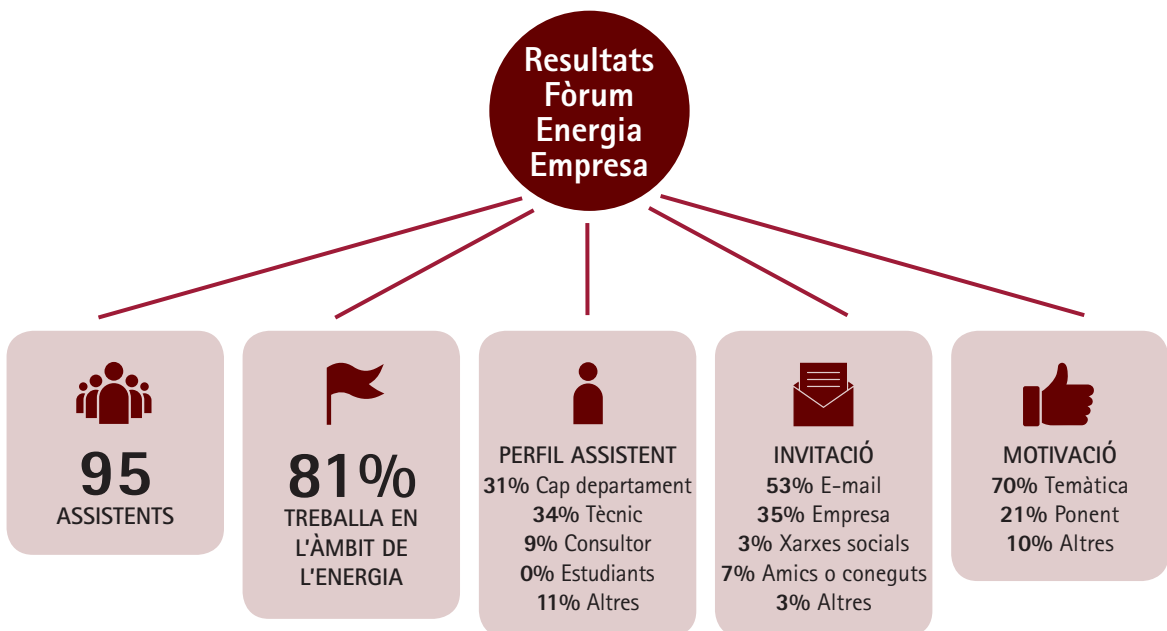 Resultats
Fòrum
Energia
Empresa
95
ASSISTENTS
81%
TREBALLA EN
L'ÀMBIT DE
L'ENERGIA
PERFIL ASSISTENT
31% Cap departament
34% Tècnic
9% Consultor
0% Estudiants
11% Altres
INVITACIÓ
53% E-mail
35% Empresa
3% Xarxes socials
7% Amics o coneguts
3% Altres
MOTIVACIÓ
70% Temàtica
21% Ponent
10% Altres